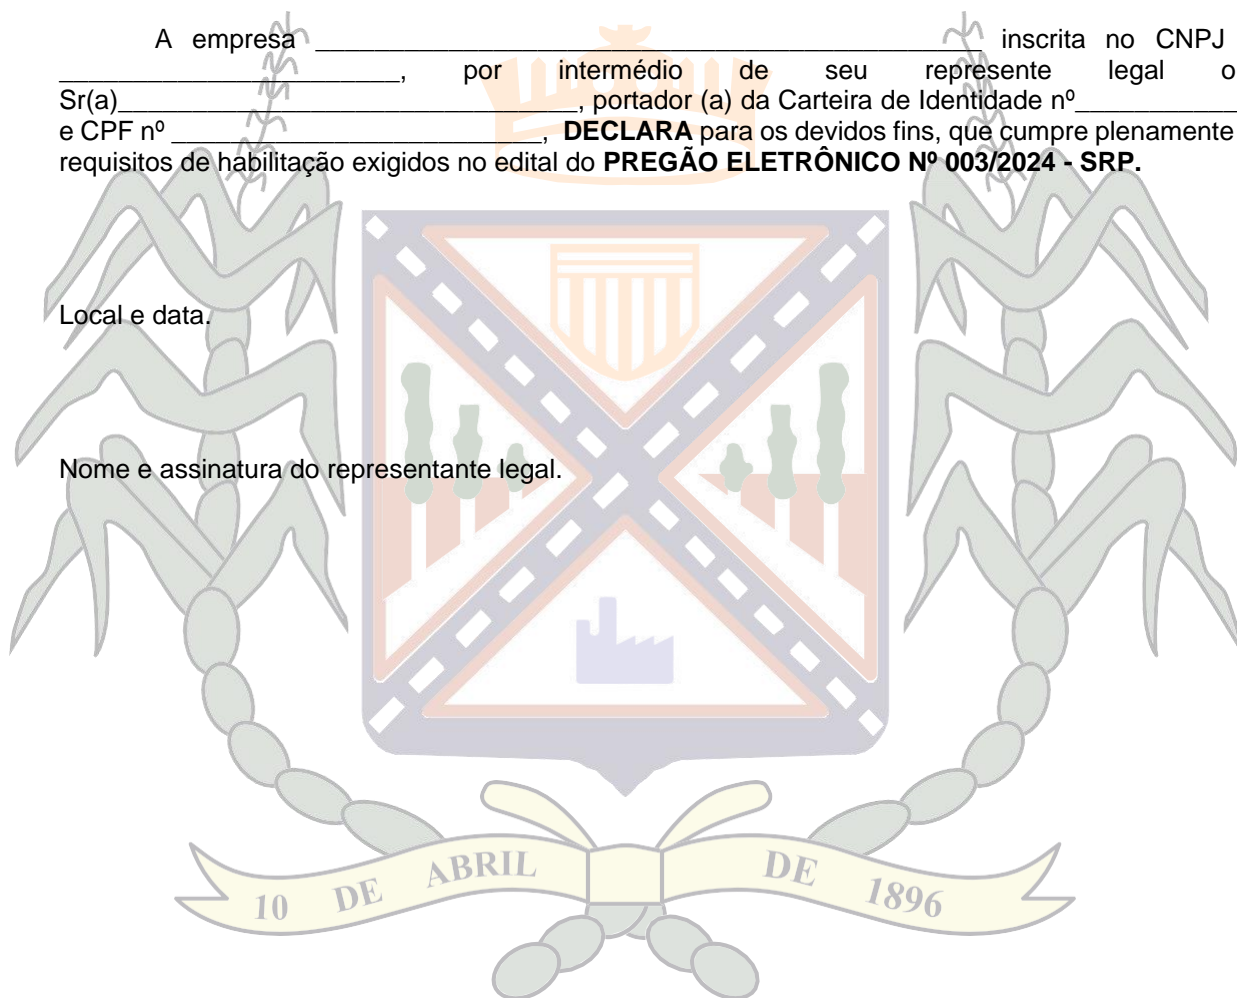 A empresa ______________________________________________ inscrita no CNPJ
________________________, por intermédio de seu represente legal o
Sr(a)________________________________, portador (a) da Carteira de Identidade nº___________
e CPF nº __________________________, DECLARA para os devidos fins, que cumpre plenamente
requisitos de habilitação exigidos no edital do PREGÃO ELETRÔNICO Nº 003/2024 - SRP.
Local e data.
Nome e assinatura do representante legal.
10 DE ABRIL DE 1896